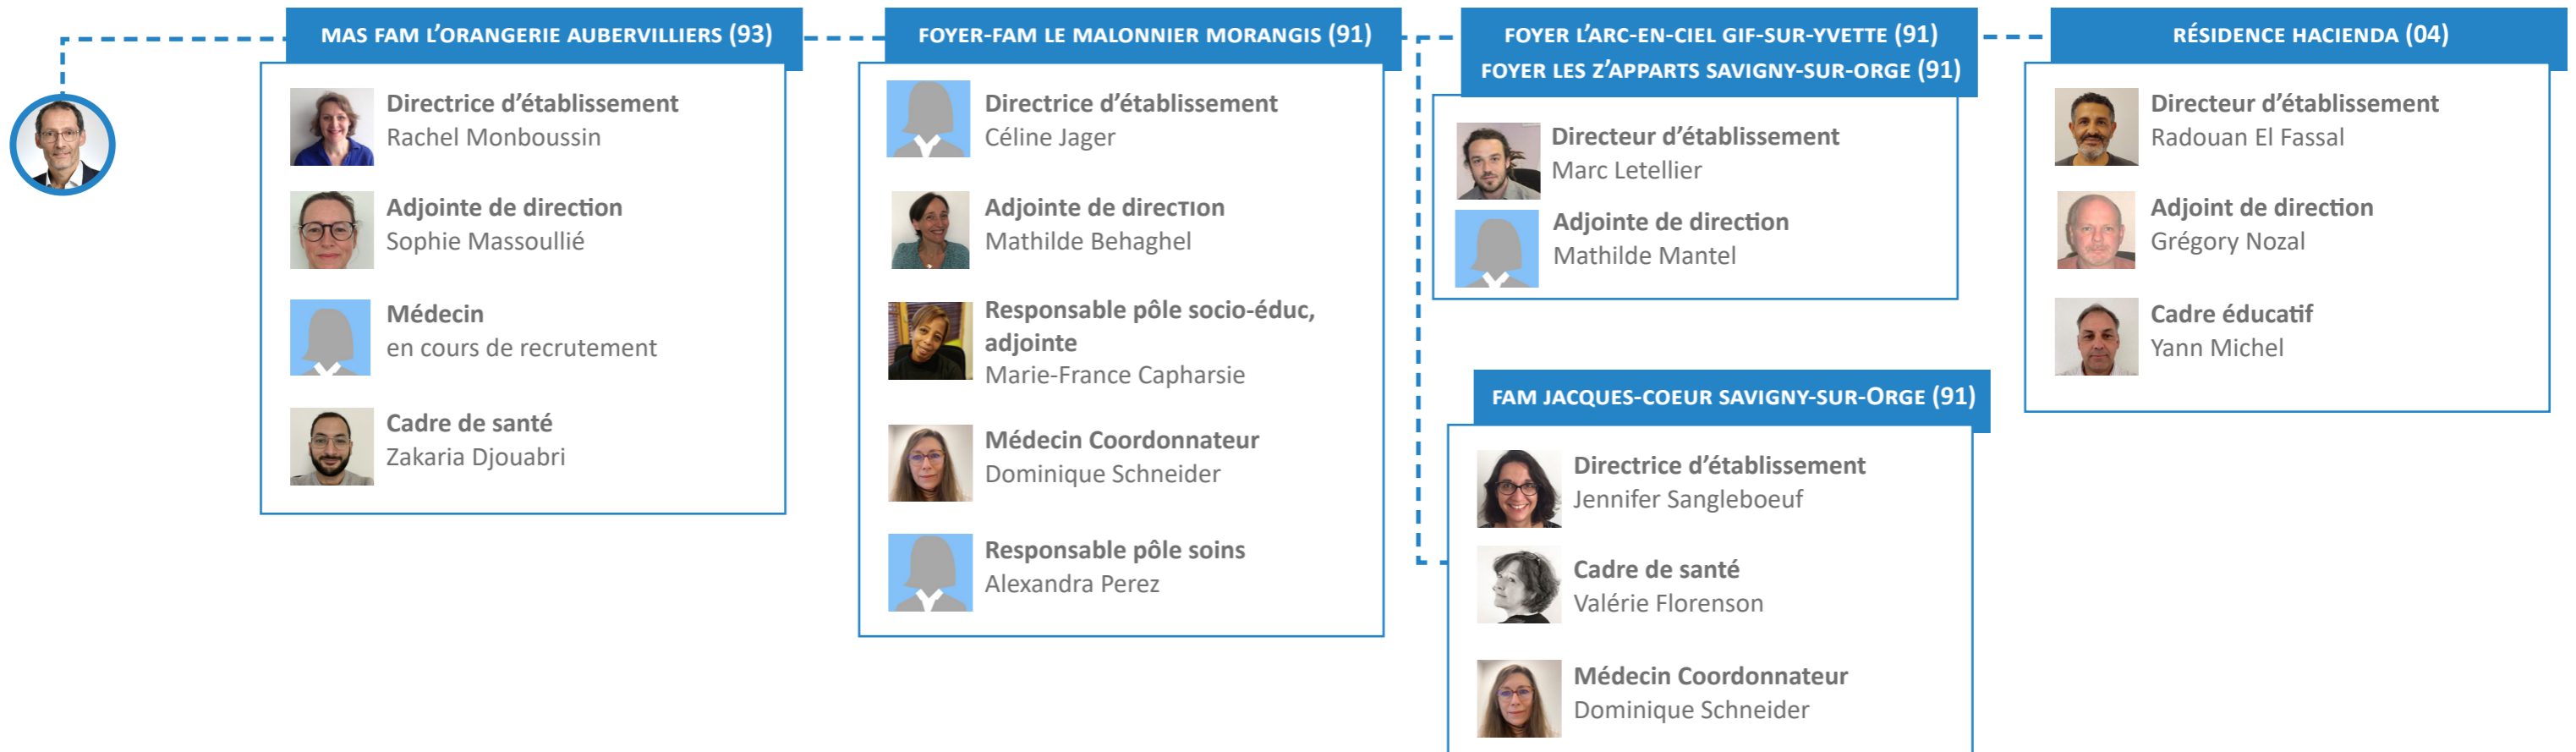 MAS FAM L'ORANGERIE AUBERVILLIERS (93)
Directrice d'établissement
Rachel Monboussin
Adjointe de direction
Sophie Massoullié
Médecin
en cours de recrutement
Cadre de santé
Zakaria Djouabri
FOYER-FAM LE MALONNIER MORANGIS (91)
Directrice d'établissement
Céline Jager
Adjointe de direcTION
Mathilde Behaghel
Responsable pôle socio-éduc,
adjointe
Marie-France Capharsie
Médecin Coordonnateur
Dominique Schneider
Responsable pôle soins
Alexandra Perez
FOYER L'ARC-EN-CIEL GIF-SUR-YVETTE (91)
FOYER LES Z'APPARTS SAVIGNY-SUR-ORGE (91)
Directeur d'établissement
Marc Letellier
Adjointe de direction
Mathilde Mantel
FAM JACQUES-COEUR SAVIGNY-SUR-ORGE (91)
Directrice d'établissement
Jennifer Sangleboeuf
Cadre de santé
Valérie Florenson
Médecin Coordonnateur
Dominique Schneider
RÉSIDENCE HACIENDA (04)
Directeur d'établissement
Radouan El Fassal
Adjoint de direction
Grégory Nozal
Cadre éducatif
Yann Michel